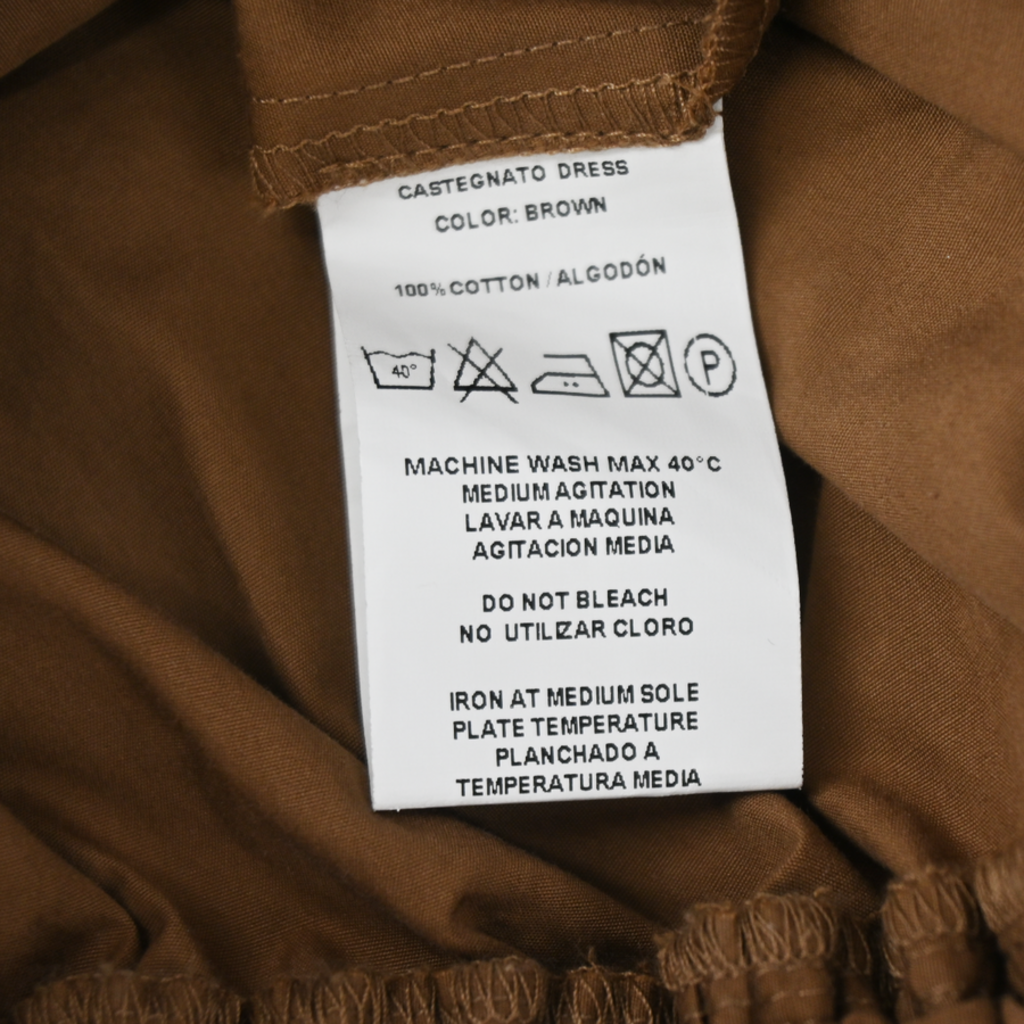 CASTEGNATO DRESS
COLOR: BROWN
100% COTTON / ALGODÓN
40°
P
MACHINE WASH MAX 40°C
MEDIUM AGITATION
LAVAR A MAQUINA
AGITACION MEDIA
DO NOT BLEACH
NO UTILIZAR CLORO
IRON AT MEDIUM SOLE
PLATE TEMPERATURE
PLANCHADO A
TEMPERATURA MEDIA